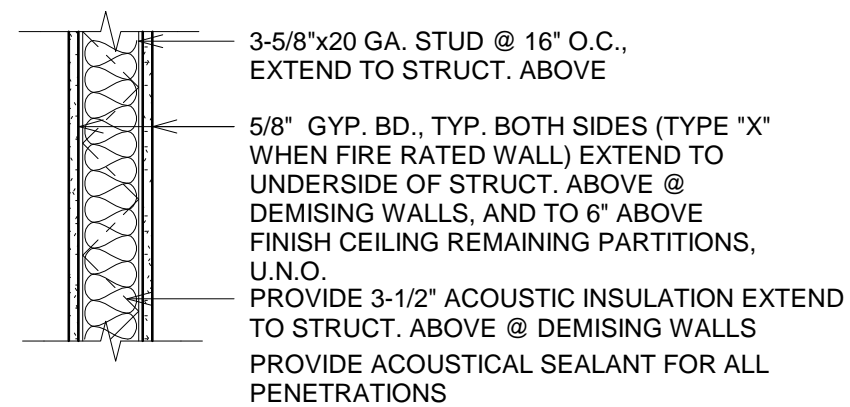 3-5/8"x20 GA. STUD @ 16" O.C.,
EXTEND TO STRUCT. ABOVE
5/8" GYP. BD., TYP. BOTH SIDES (TYPE "X"
WHEN FIRE RATED WALL) EXTEND TO
UNDERSIDE OF STRUCT. ABOVE @
DEMISING WALLS, AND TO 6" ABOVE
FINISH CEILING REMAINING PARTITIONS,
U.N.O.
PROVIDE 3-1/2" ACOUSTIC INSULATION EXTEND
TO STRUCT. ABOVE @ DEMISING WALLS
PROVIDE ACOUSTICAL SEALANT FOR ALL
PENETRATIONS